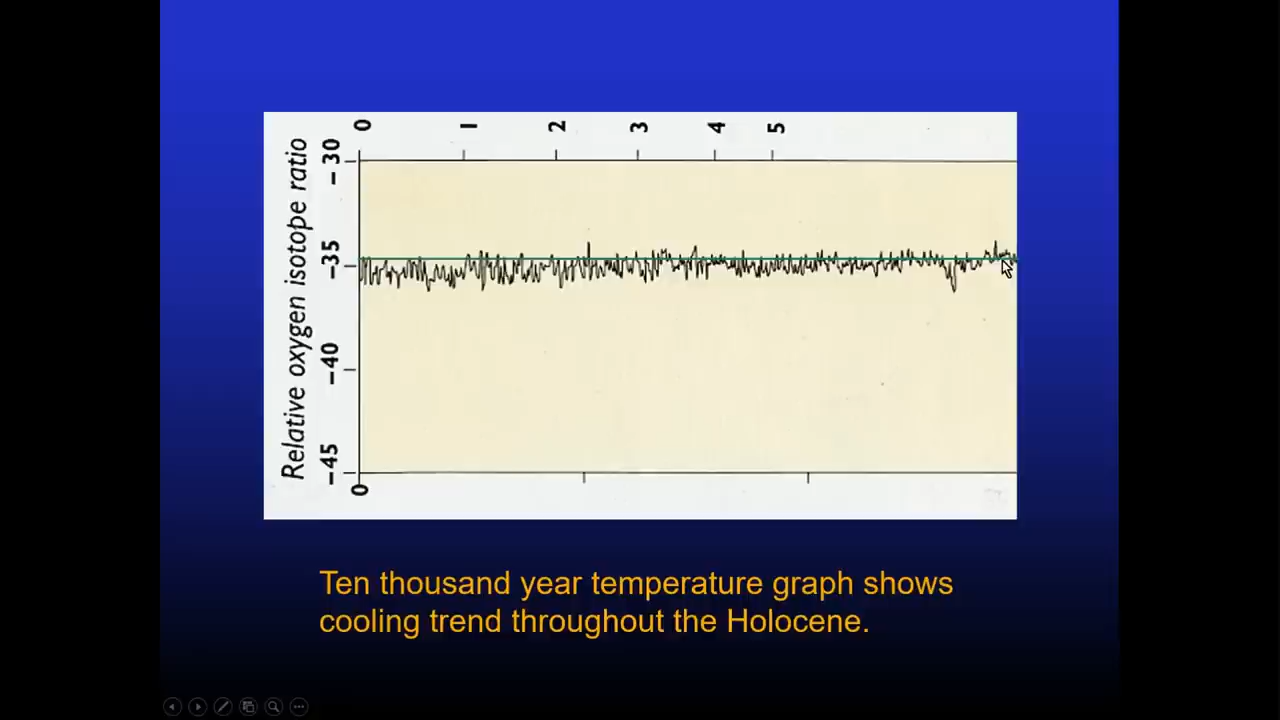 0 1 2 3 4 5
Relative oxygen isotope ratio
-30
-35
-40
-45
0
Ten thousand year temperature graph shows
cooling trend throughout the Holocene.